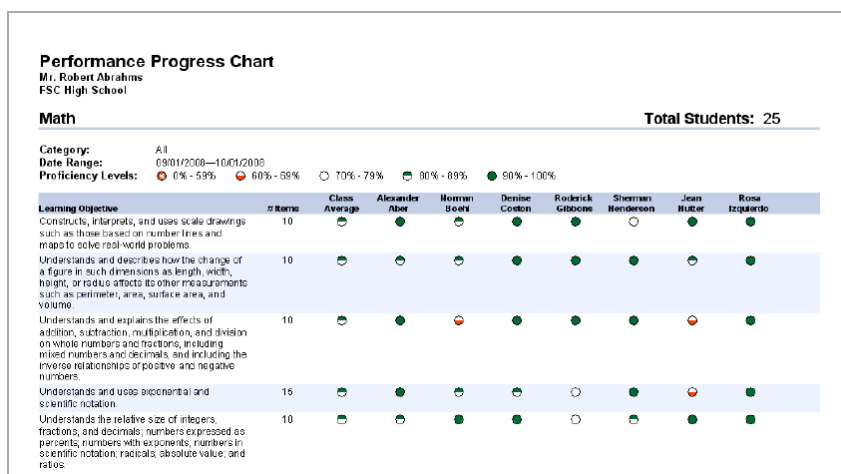 Performance Progress Chart
Mr. Robert Abrahms
FSC High School
Math Total Students: 25
Category: All
Date Range: 09/01/2008—10/01/2008
Proficiency Levels: 0% - 59% 60% - 69% 70% - 79% 80% - 89% 90% - 100%
Class Alexander Norman Denise Roderick Sherman Jean Rosa
Learning Objective # Items Average Aber Boehl Coston Gibbons Henderson Hutter Izquierdo
Constructs, interprets, and uses scale drawings 10
such as those based on number lines and
maps to solve real-world problems.
Understands and describes how the change of 10
a figure in such dimensions as length, width,
height, or radius affects its other measurements
such as perimeter, area, surface area, and
volume.
Understands and explains the effects of 10
addition, subtraction, multiplication, and division
on whole numbers and fractions, including
mixed numbers and decimals, and including the
inverse relationships of positive and negative
numbers.
Understands and uses exponential and 15
scientific notation.
Understands the relative size of integers, 10
fractions, and decimals; numbers expressed as
percents; numbers with exponents; numbers in
scientific notation; radicals; absolute value; and
ratios.